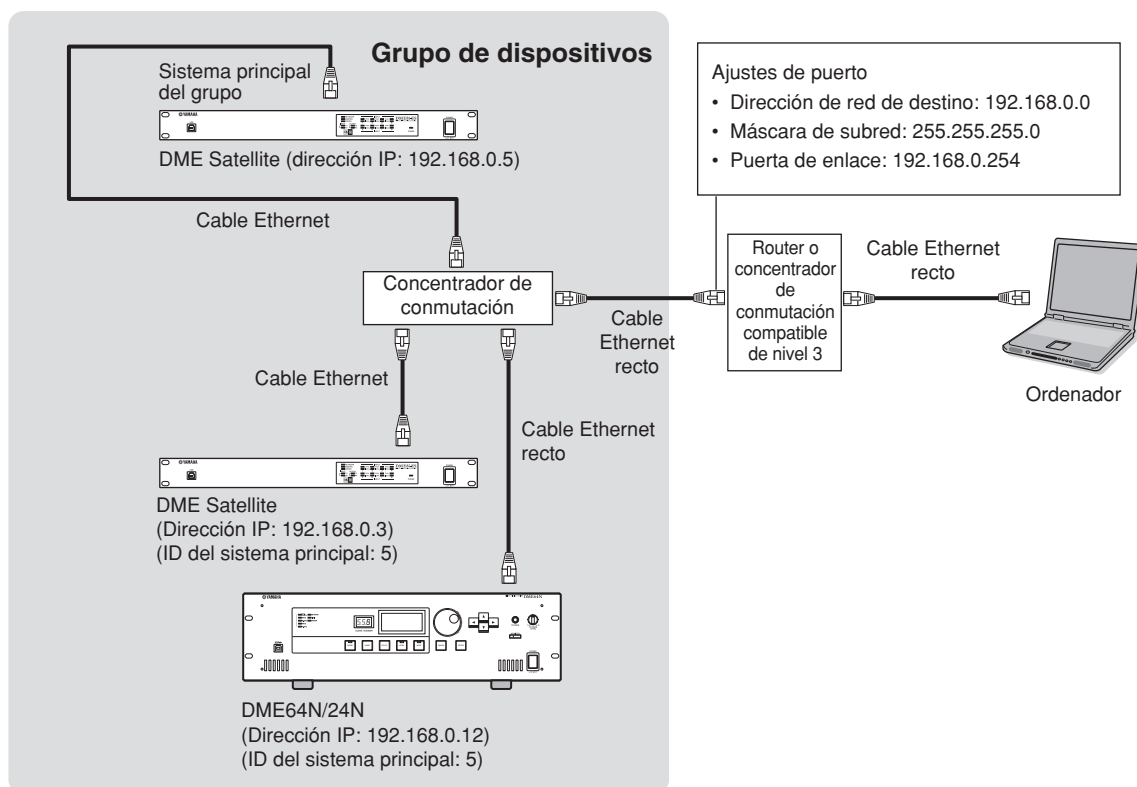 Grupo de dispositivos
Sistema principal
del grupo
YAMAHA
DME Satellite (dirección IP: 192.168.0.5)
Cable Ethernet
Ajustes de puerto
• Dirección de red de destino: 192.168.0.0
• Máscara de subred: 255.255.255.0
• Puerta de enlace: 192.168.0.254
Concentrador de
conmutación
Cable
Ethernet
recto
Router o
concentrador
de
conmutación
compatible
de nivel 3
Cable Ethernet
recto
Ordenador
Cable Ethernet
Cable Ethernet
recto
YAMAHA
DME Satellite
(Dirección IP: 192.168.0.3)
(ID del sistema principal: 5)
YAMAHA
DME64N
DME64N/24N
(Dirección IP: 192.168.0.12)
(ID del sistema principal: 5)